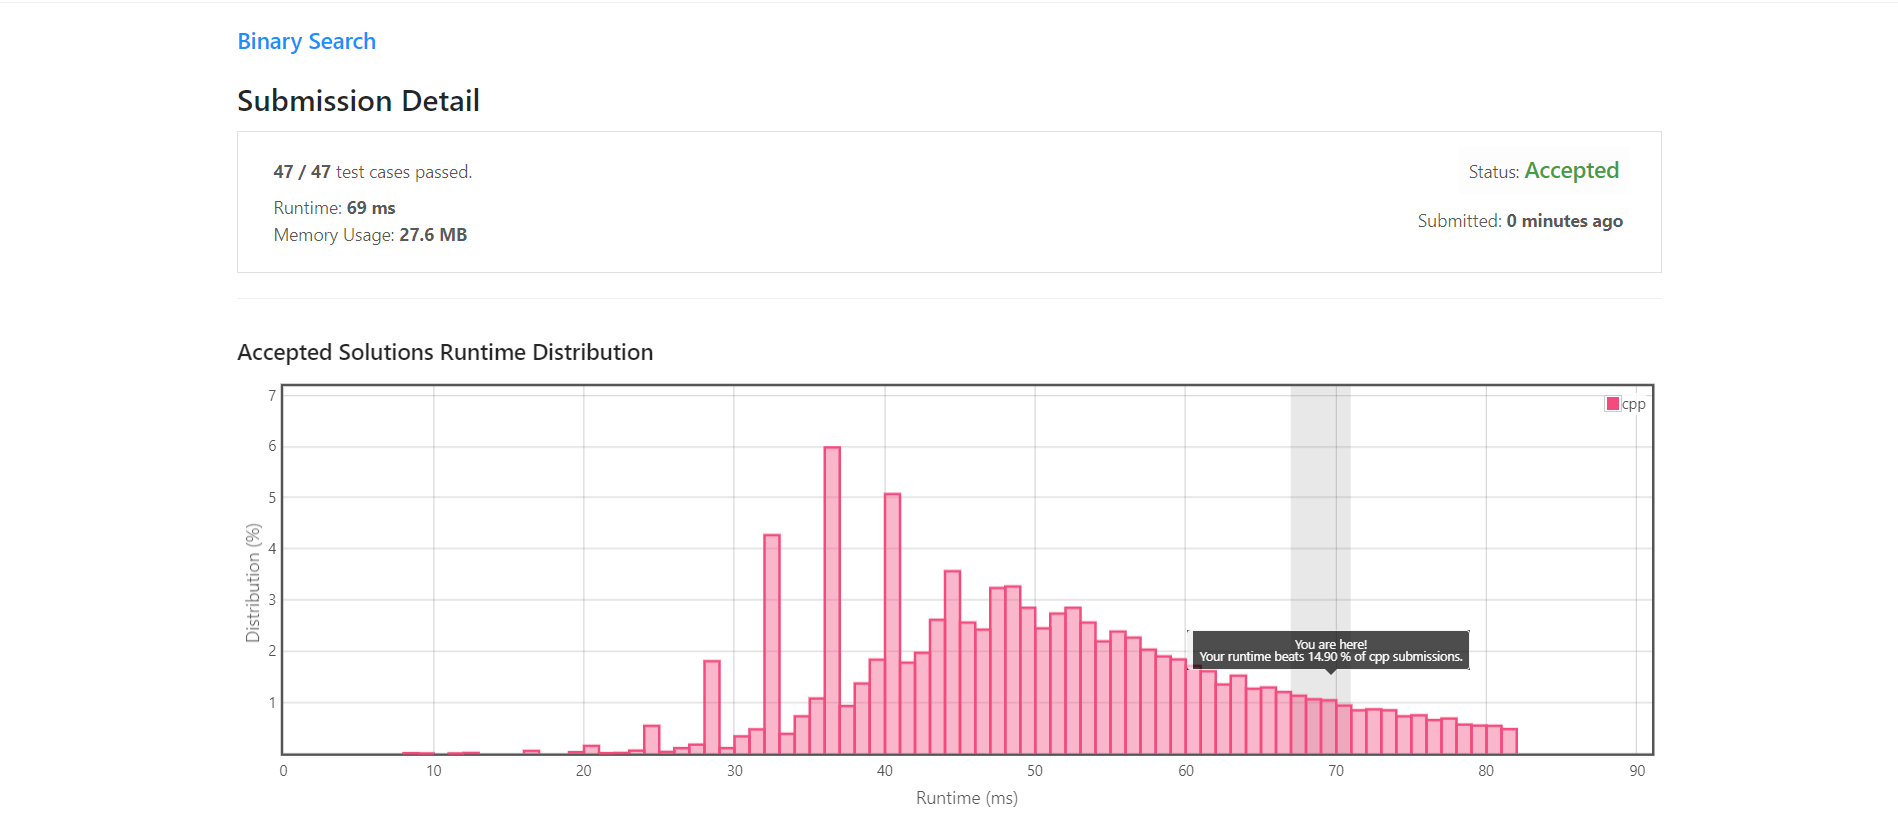 Binary Search
Submission Detail
47 / 47 test cases passed.
Status: Accepted
Runtime: 69 ms
Submitted: 0 minutes ago
Memory Usage: 27.6 MB
Accepted Solutions Runtime Distribution
cpp
7
6
5
4
3
2
1
Distribution (%)
You are here!
Your runtime beats 14.90 % of cpp submissions.
0 10 20 30 40 50 60 70 80 90
Runtime (ms)